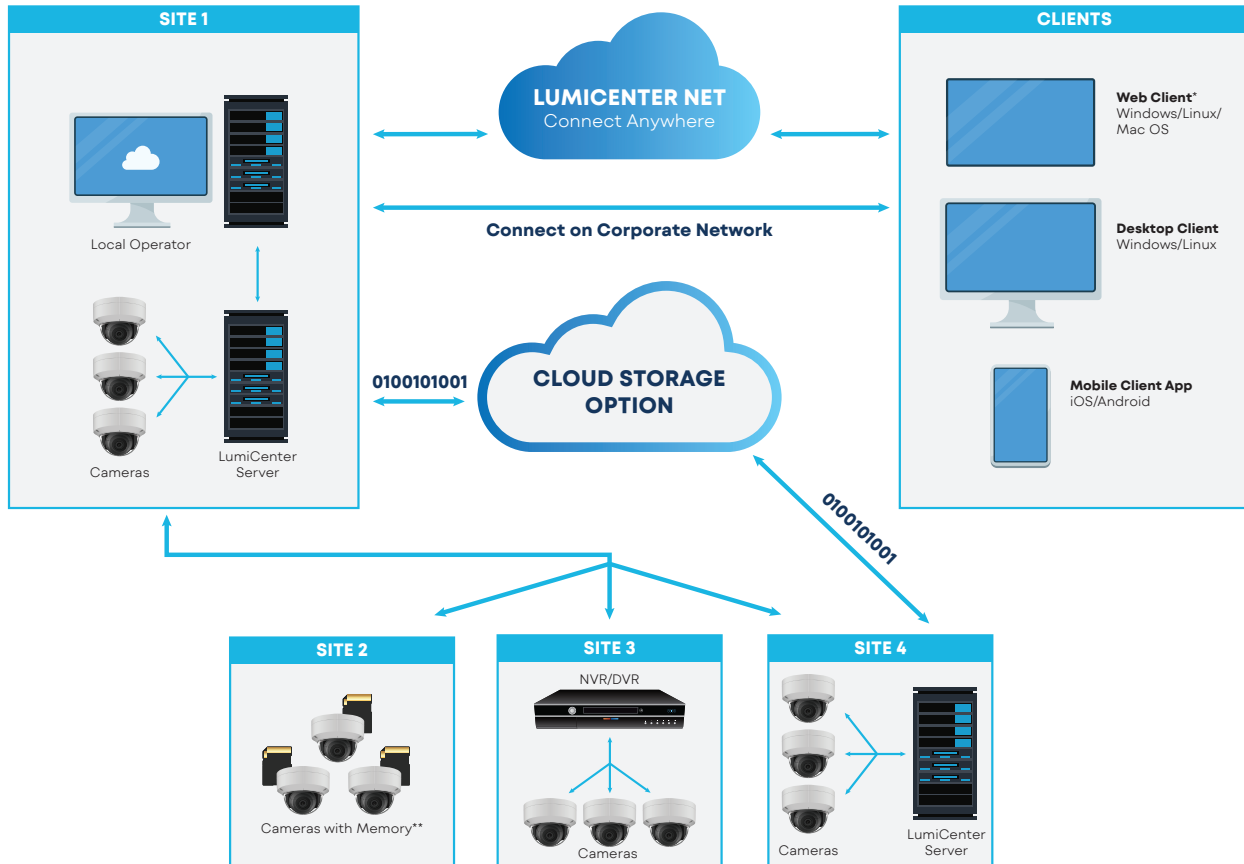 SITE 1
Local Operator
Cameras
LumiCenter
Server
LUMICENTER NET
Connect Anywhere
Connect on Corporate Network
0100101001
CLOUD STORAGE
OPTION
0100101001
CLIENTS
Web Client*
Windows/Linux/
Mac OS
Desktop Client
Windows/Linux
Mobile Client App
iOS/Android
SITE 2
Cameras with Memory**
SITE 3
NVR/DVR
Cameras
SITE 4
Cameras
LumiCenter
Server